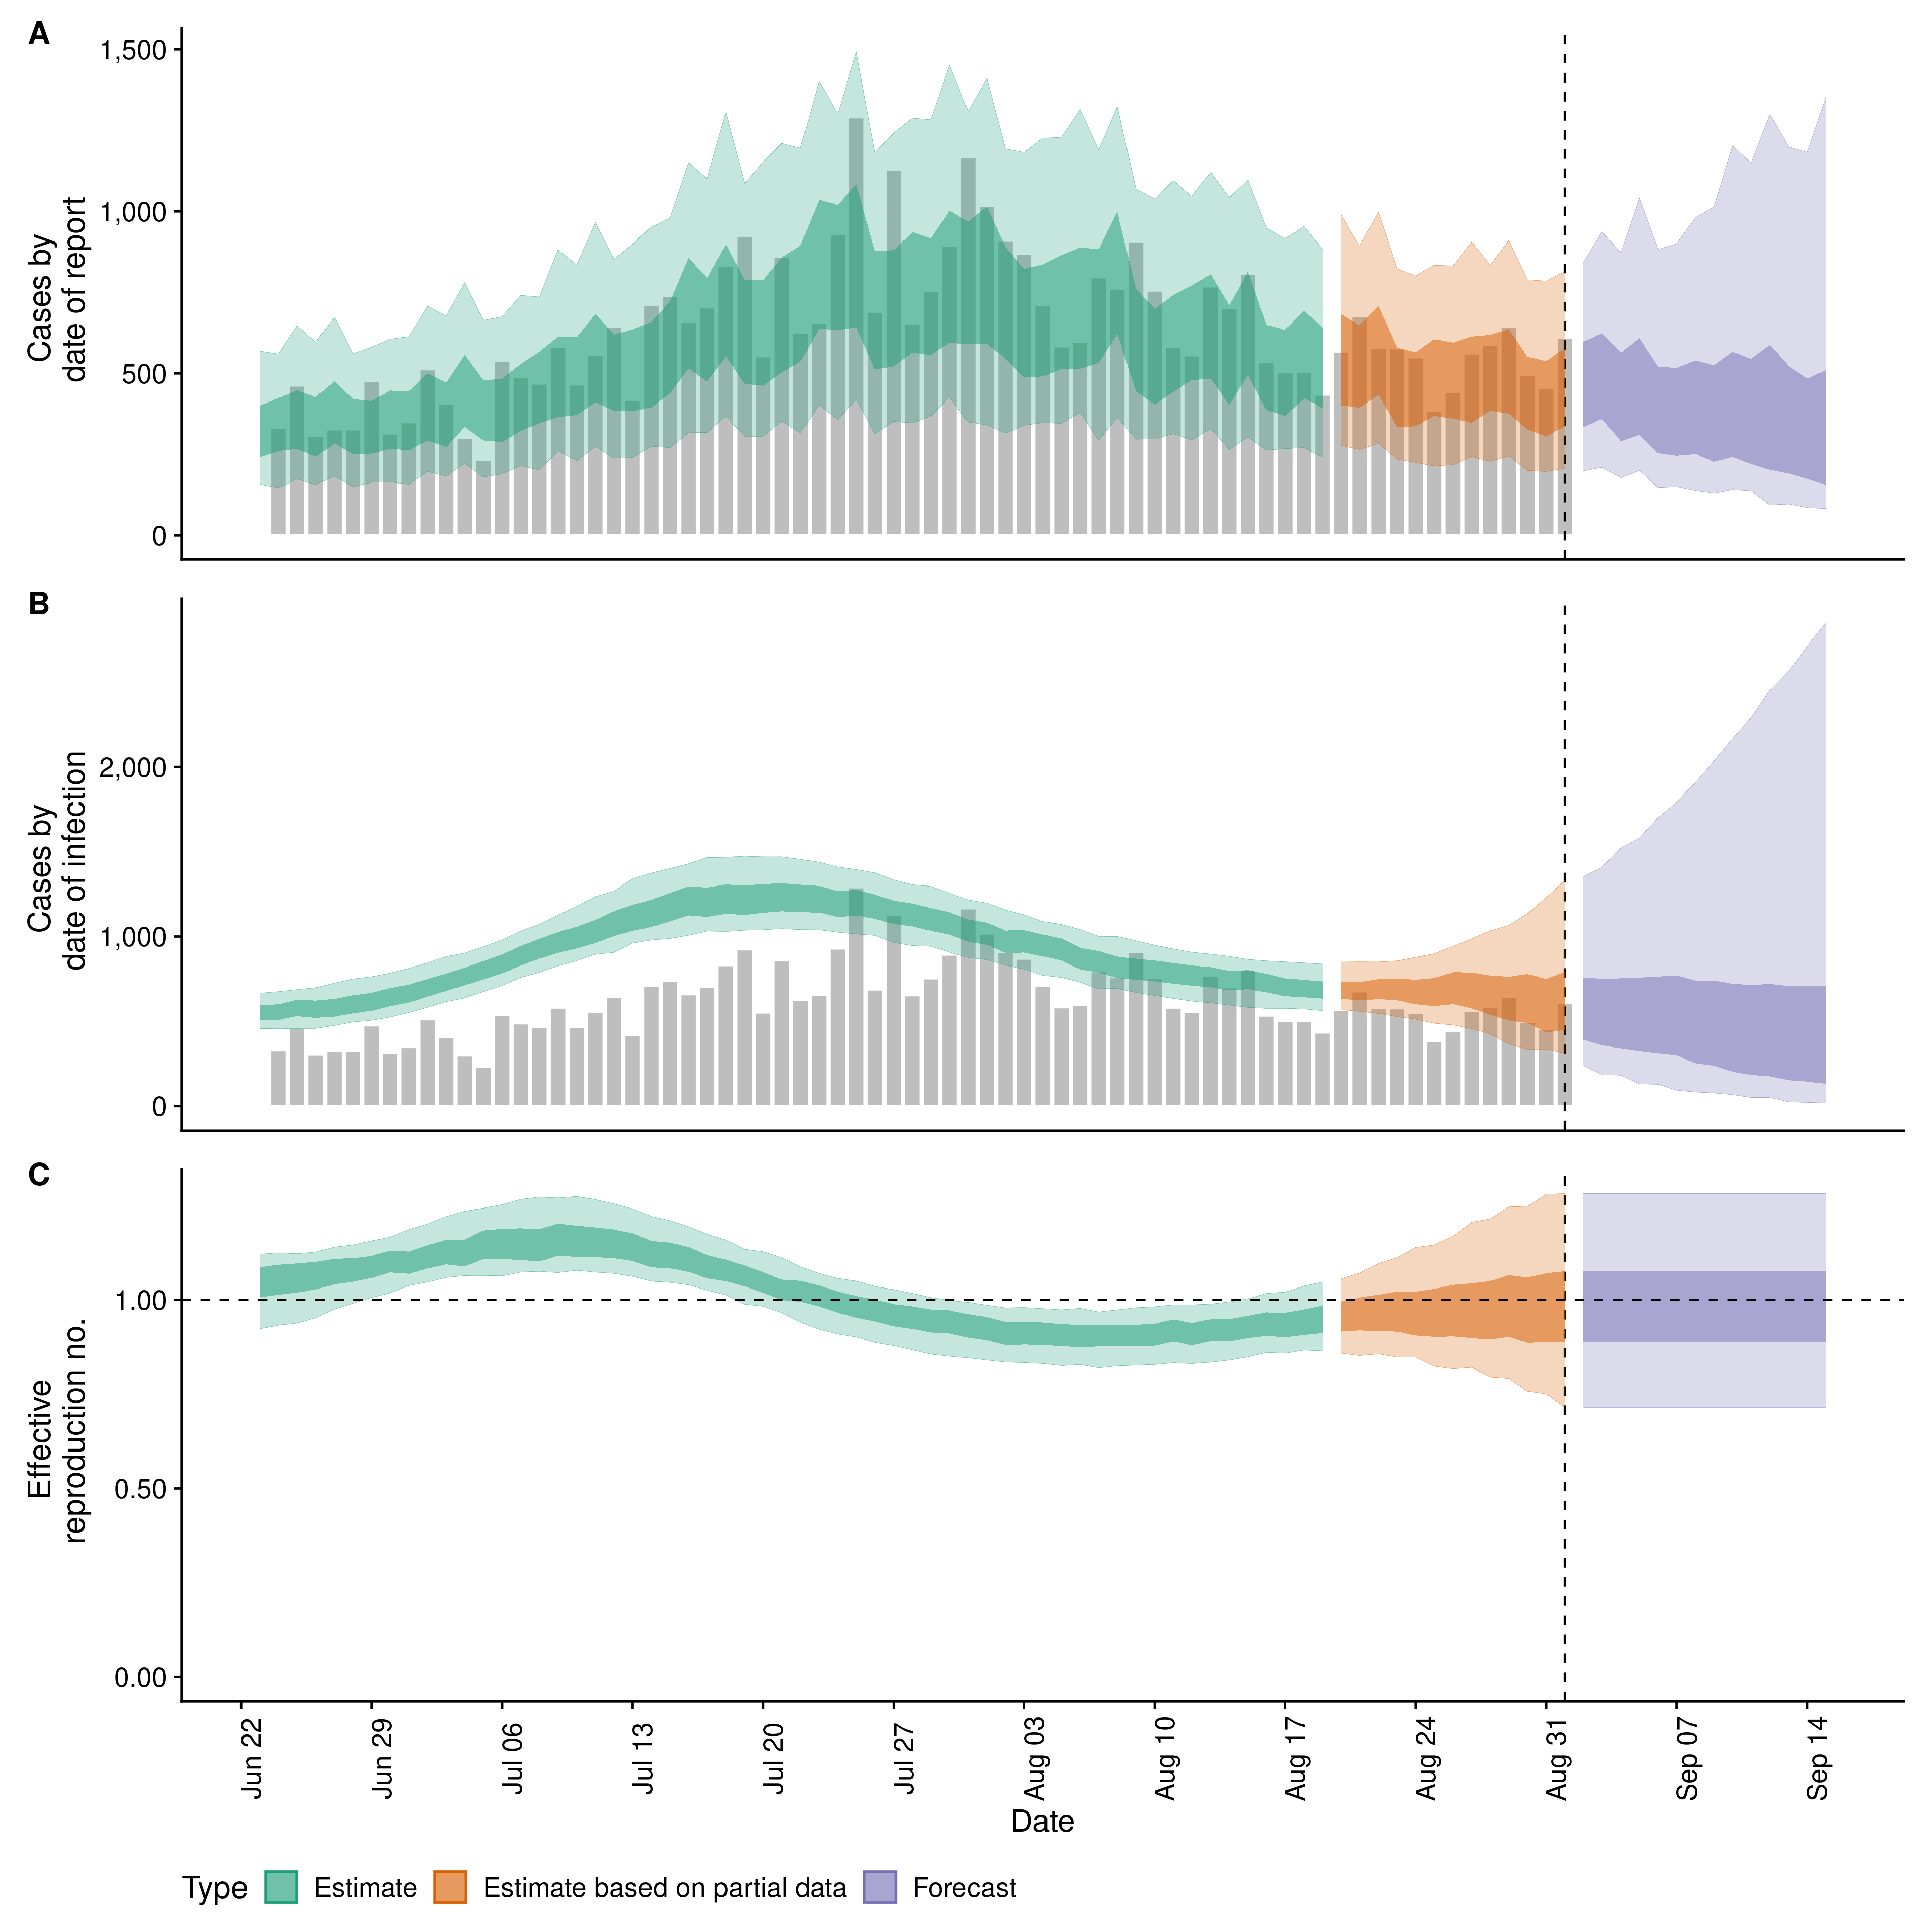 A
Cases by
date of report
1,500
1,000
500
0
B
Cases by
date of infection
2,000
1,000
0
C
Effective
reproduction no.
1.00
0.50
0.00
Jun 22
Jun 29
Jul 06
Jul 13
Jul 20
Jul 27
Aug 03
Aug 10
Aug 17
Aug 24
Aug 31
Sep 07
Sep 14
Date
Type Estimate Estimate based on partial data Forecast